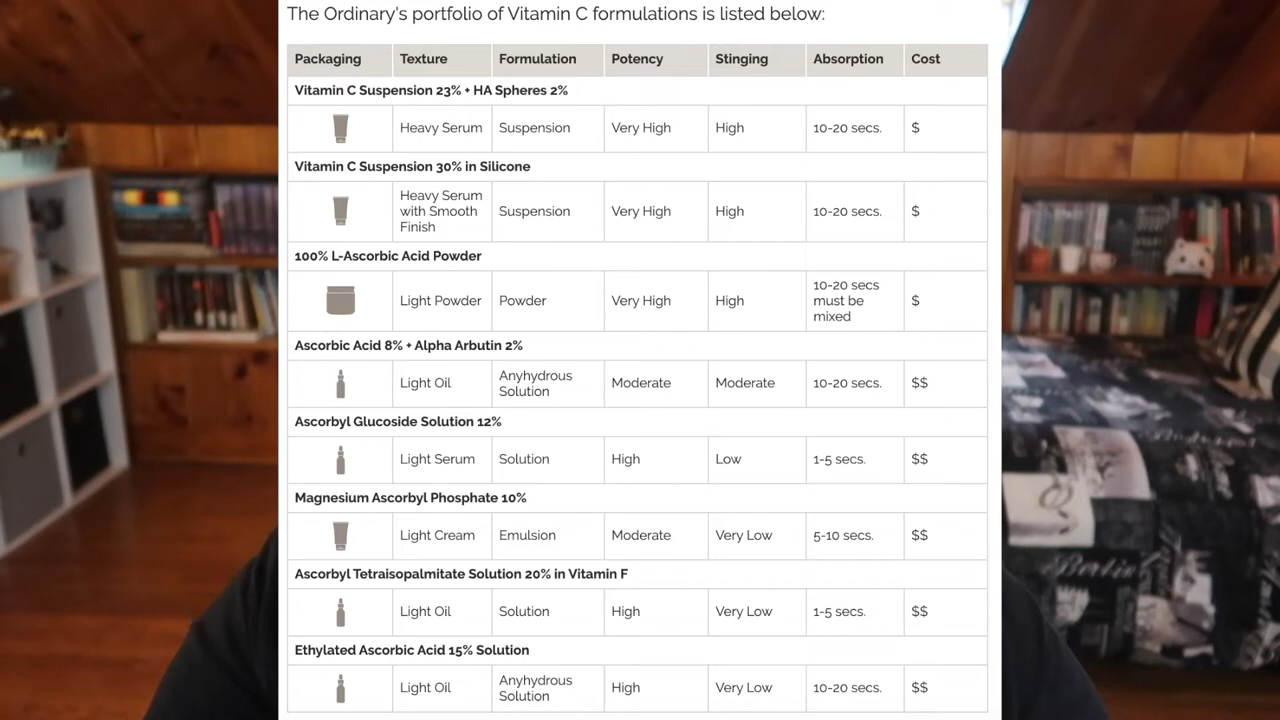 The Ordinary's portfolio of Vitamin C formulations is listed below:
Packaging Texture Formulation Potency Stinging Absorption Cost
Vitamin C Suspension 23% + HA Spheres 2%
Heavy Serum Suspension Very High High 10-20 secs. $
Vitamin C Suspension 30% in Silicone
Heavy Serum
with Smooth
Finish
Suspension Very High High 10-20 secs. $
100% L-Ascorbic Acid Powder
Light Powder Powder Very High High
10-20 secs
must be
mixed
$
Ascorbic Acid 8% + Alpha Arbutin 2%
Light Oil
Anyhydrous
Solution
Moderate Moderate 10-20 secs. $$
Ascorbyl Glucoside Solution 12%
Light Serum Solution High Low 1-5 secs. $$
Magnesium Ascorbyl Phosphate 10%
Light Cream Emulsion Moderate Very Low 5-10 secs. $$
Ascorbyl Tetraisopalmitate Solution 20% in Vitamin F
Light Oil Solution High Very Low 1-5 secs. $$
Ethylated Ascorbic Acid 15% Solution
Light Oil
Anyhydrous
Solution
High Very Low 10-20 secs. $$
Berlin